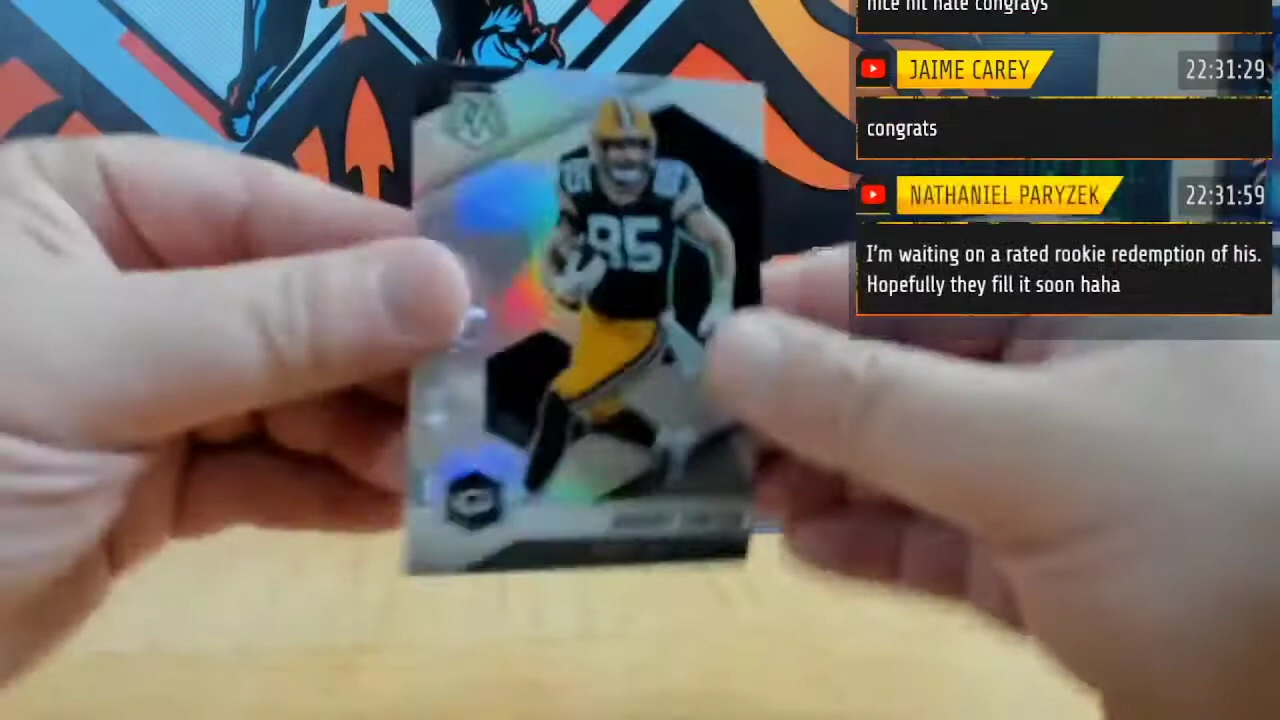 nice hit nate congrays
JAIME CAREY
22:31:29
congrats
NATHANIEL PARYZEK
22:31:59
I'm waiting on a rated rookie redemption of his.
Hopefully they fill it soon haha
85
85